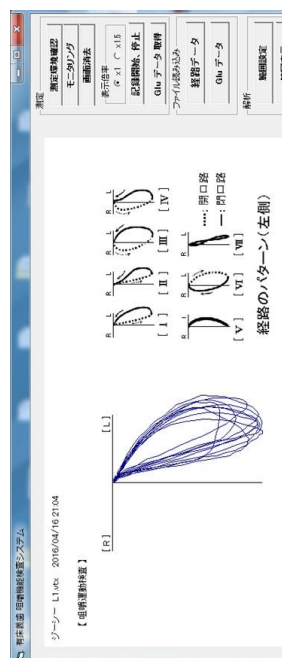 有床義歯 咀嚼機能検査システム
ジーシー L1.vtx 2016/04/16 21:04
【 咀嚼運動検査 】
[R] [L]
R L R L R L R L
[ Ⅰ ] [ Ⅱ ] [ Ⅲ ] [ Ⅳ ]
R L R L R L
[ Ⅴ ] [ Ⅵ ] [ Ⅶ ]
····: 開口路
—: 閉口路
経路のパターン(左側)
測定
測定環境確認
モニタリング
画面消去
表示倍率
x1 x1.5
記録開始、停止
Glu データ 取得
ファイル読み込み
経路データ
Glu データ
解析
範囲設定